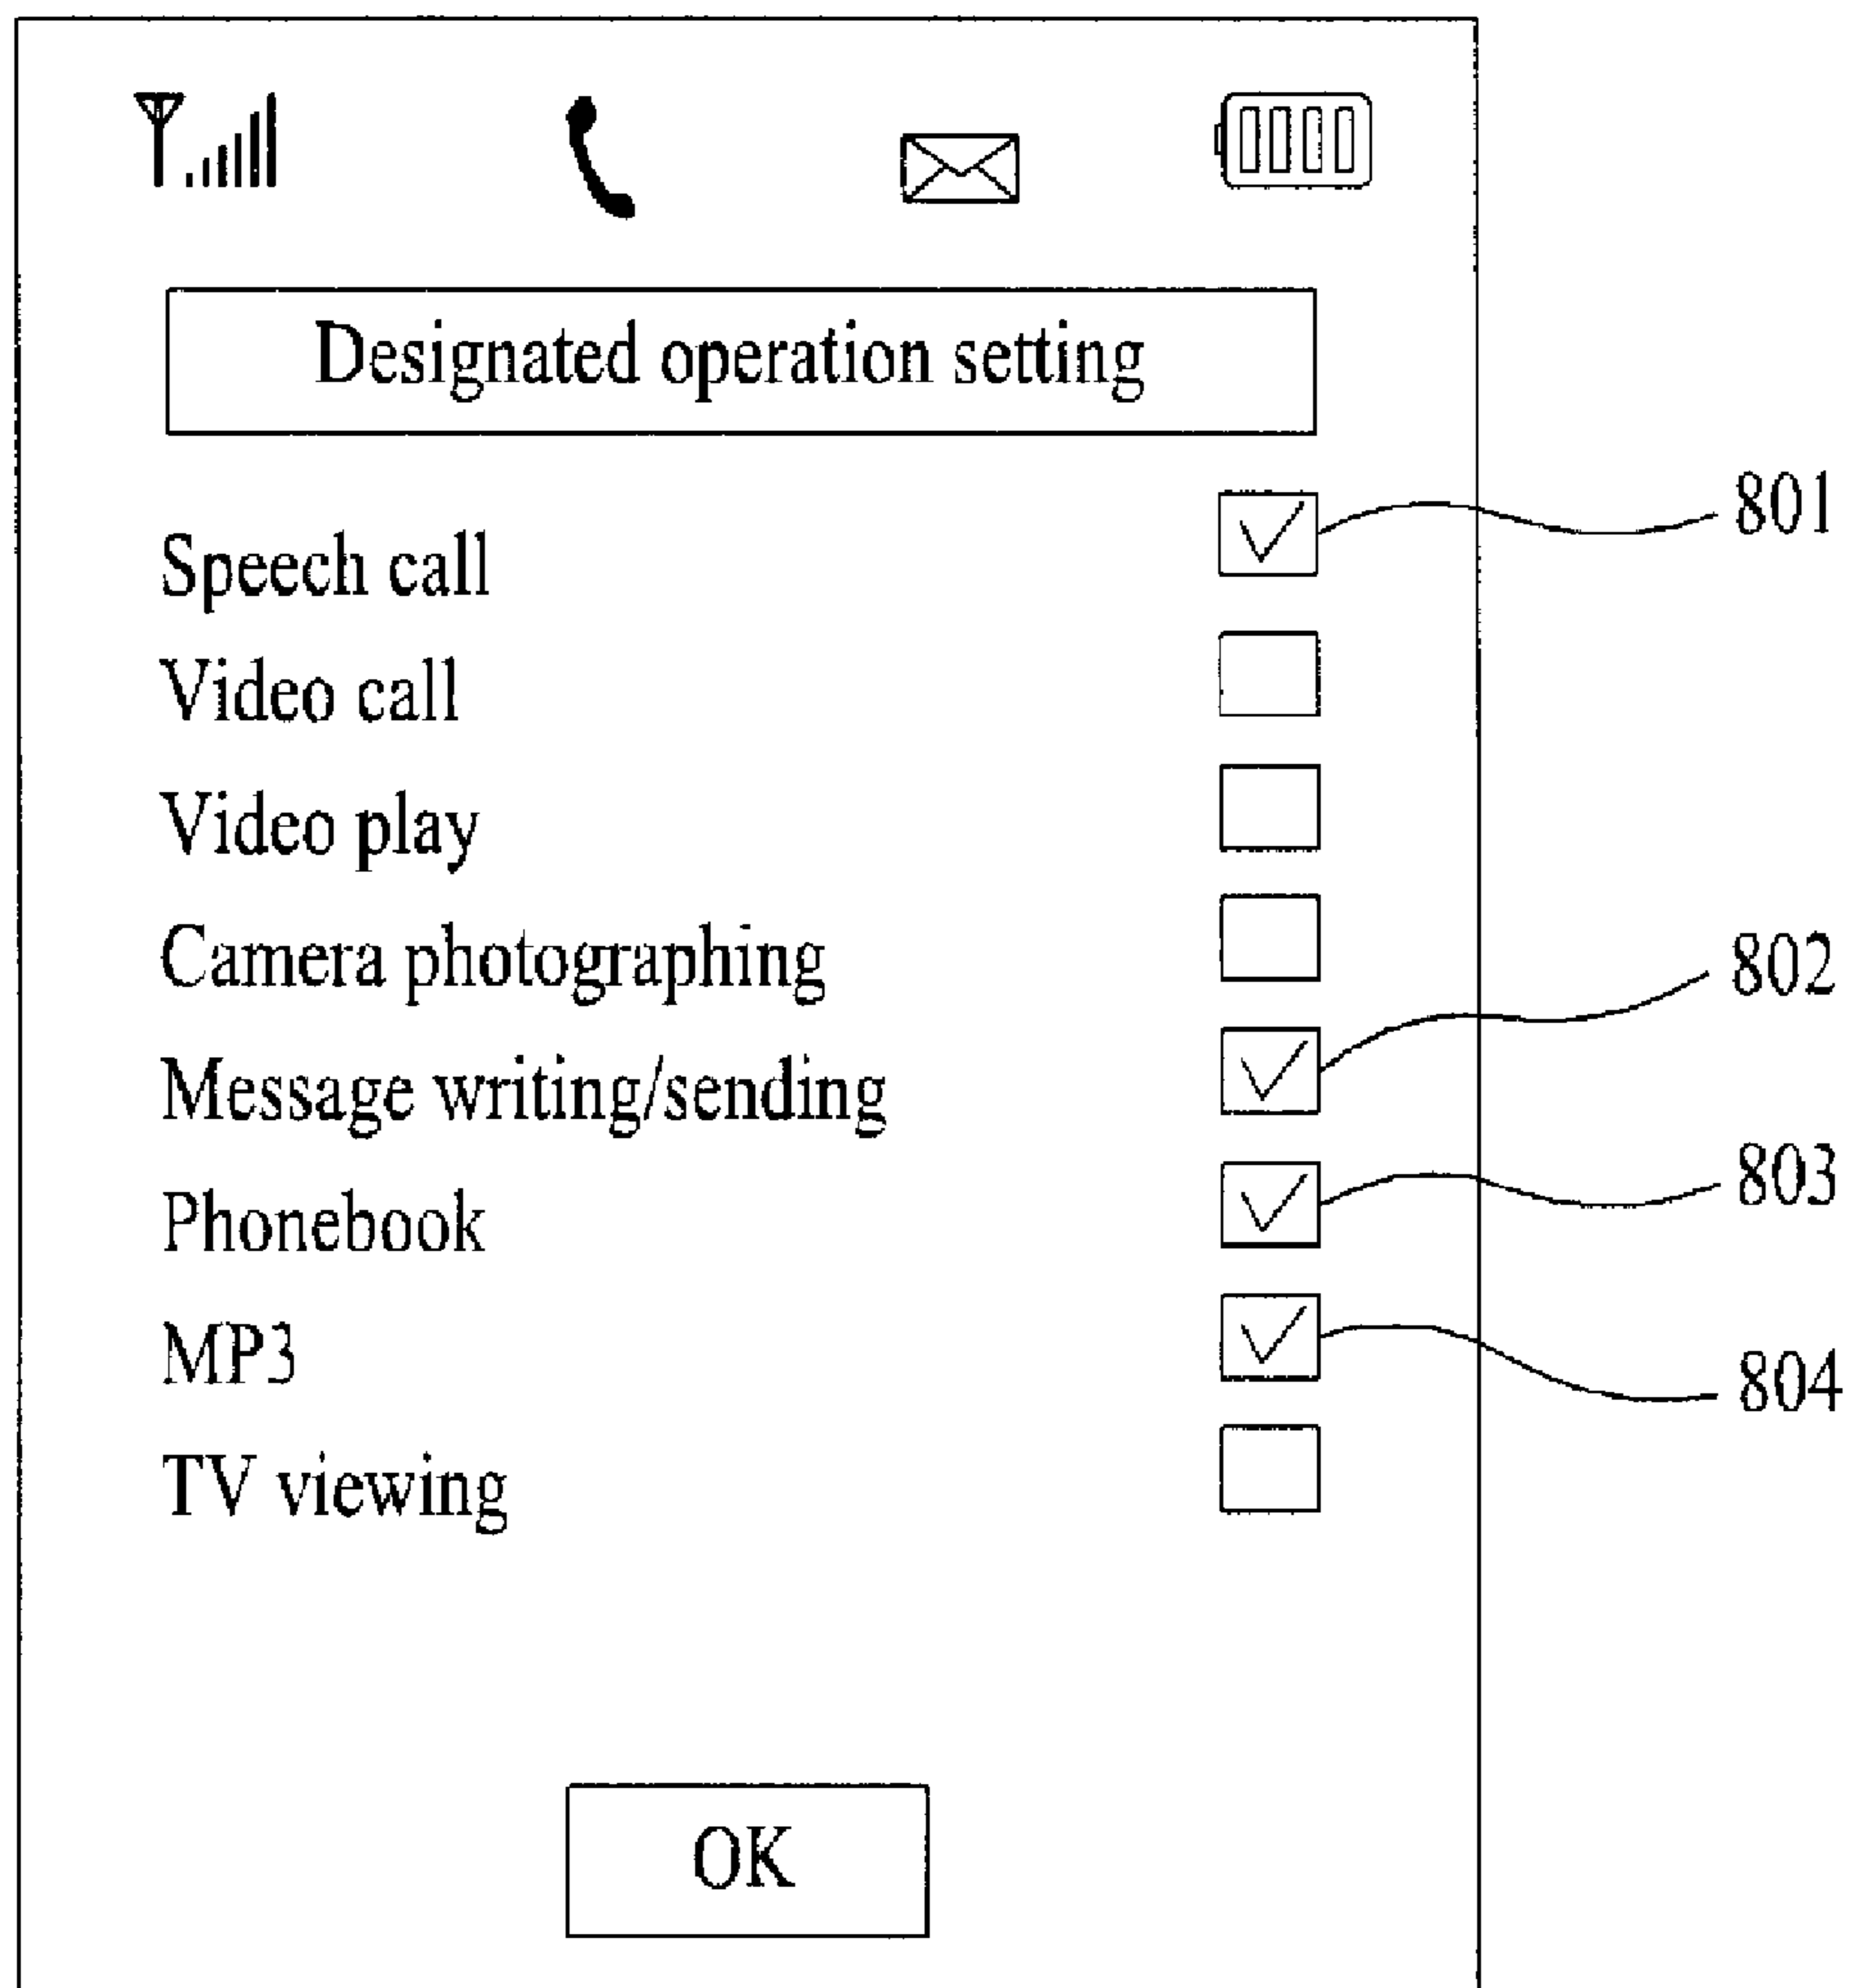 Designated operation setting
Speech call
801
Video call
Video play
Camera photographing
802
Message writing/sending
Phonebook
803
MP3
804
TV viewing
OK